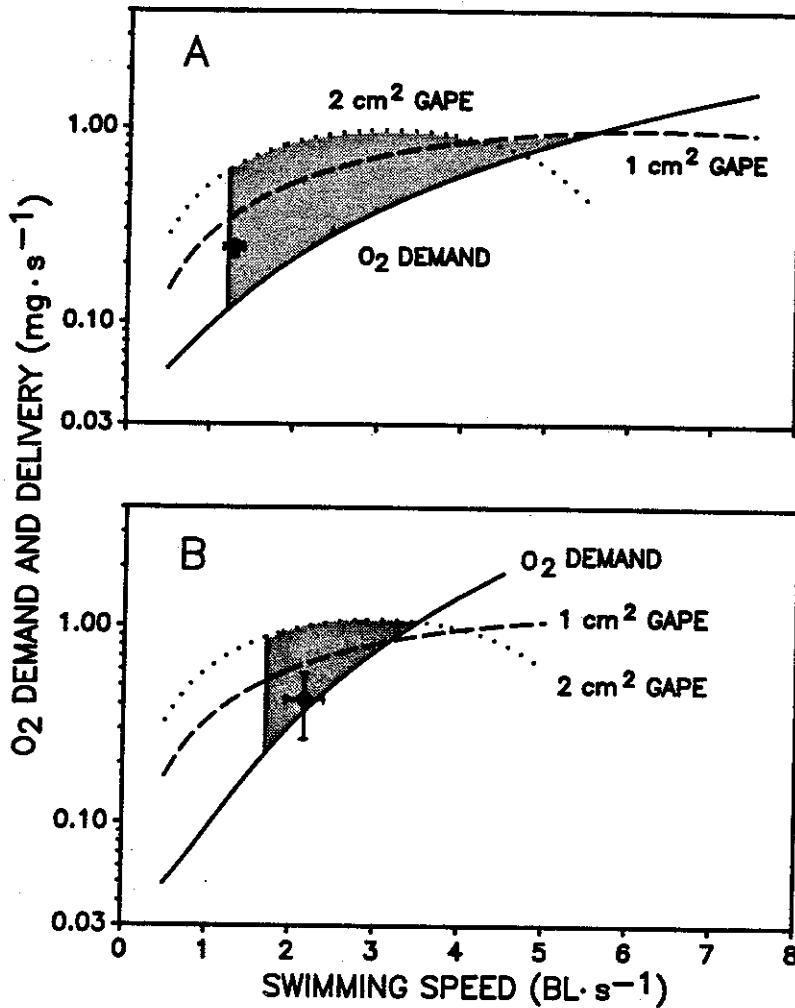 A
2 cm² GAPE
1.00
1 cm² GAPE
O₂ DEMAND
0.10
0.03
B
O₂ DEMAND
1.00
1 cm² GAPE
2 cm² GAPE
0.10
0.03
0 1 2 3 4 5 6 7 8
SWIMMING SPEED (BL·s⁻¹)
O₂ DEMAND AND DELIVERY (mg·s⁻¹)